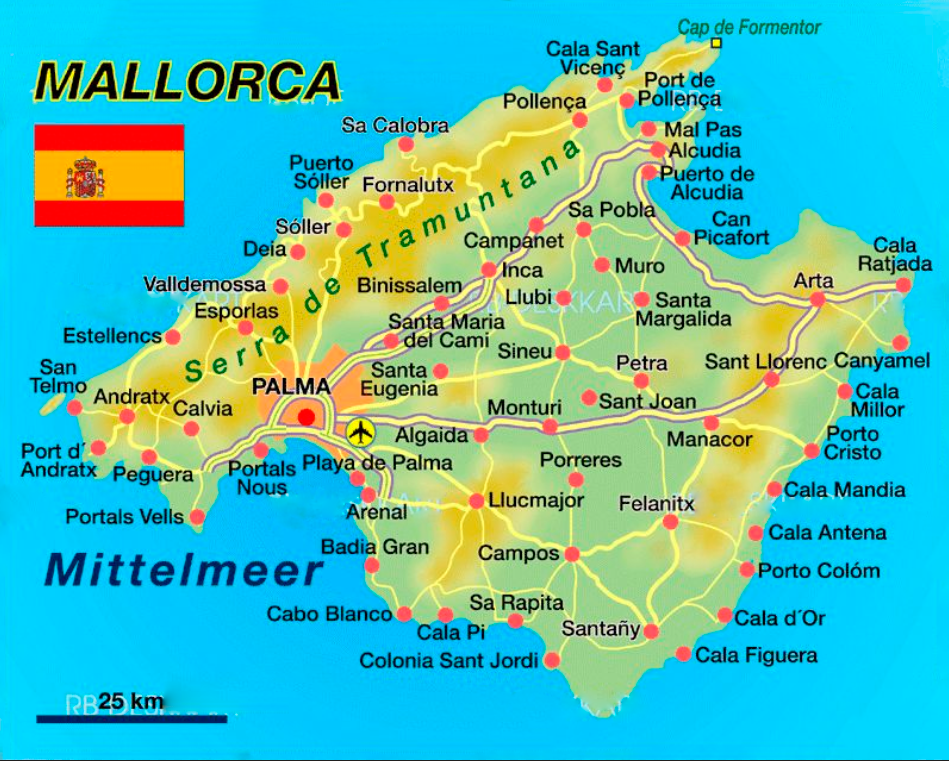 Cap de Formentor
MALLORCA
Cala Sant
Vicenç
Port de
Pollença
Pollença
Sa Calobra
Mal Pas
Alcudia
Puerto
Sóller
Fornalutx
Puerto de
Alcudia
Serra de Tramuntana
Sa Pobla
Can
Picafort
Sóller
Deia
Campanet
Cala
Ratjada
Inca
Muro
Arta
Valldemossa
Binissalem
Llubi
Santa
Margalida
Esporlas
Santa Maria
del Cami
Estellencs
Sineu
Petra
Sant Llorenc
Canyamel
San
Telmo
Santa
Eugenia
PALMA
Andratx
Calvia
Sant Joan
Cala
Millor
Monturi
Algaida
Manacor
Porto
Cristo
Port d´
Andratx
Peguera
Portals
Nous
Playa de Palma
Porreres
Cala Mandia
Llucmajor
Felanitx
Arenal
Portals Vells
Cala Antena
Badia Gran
Campos
Mittelmeer
Porto Colóm
Sa Rapita
Cabo Blanco
Cala Pi
Santañy
Cala d´Or
Colonia Sant Jordi
Cala Figuera
25 km